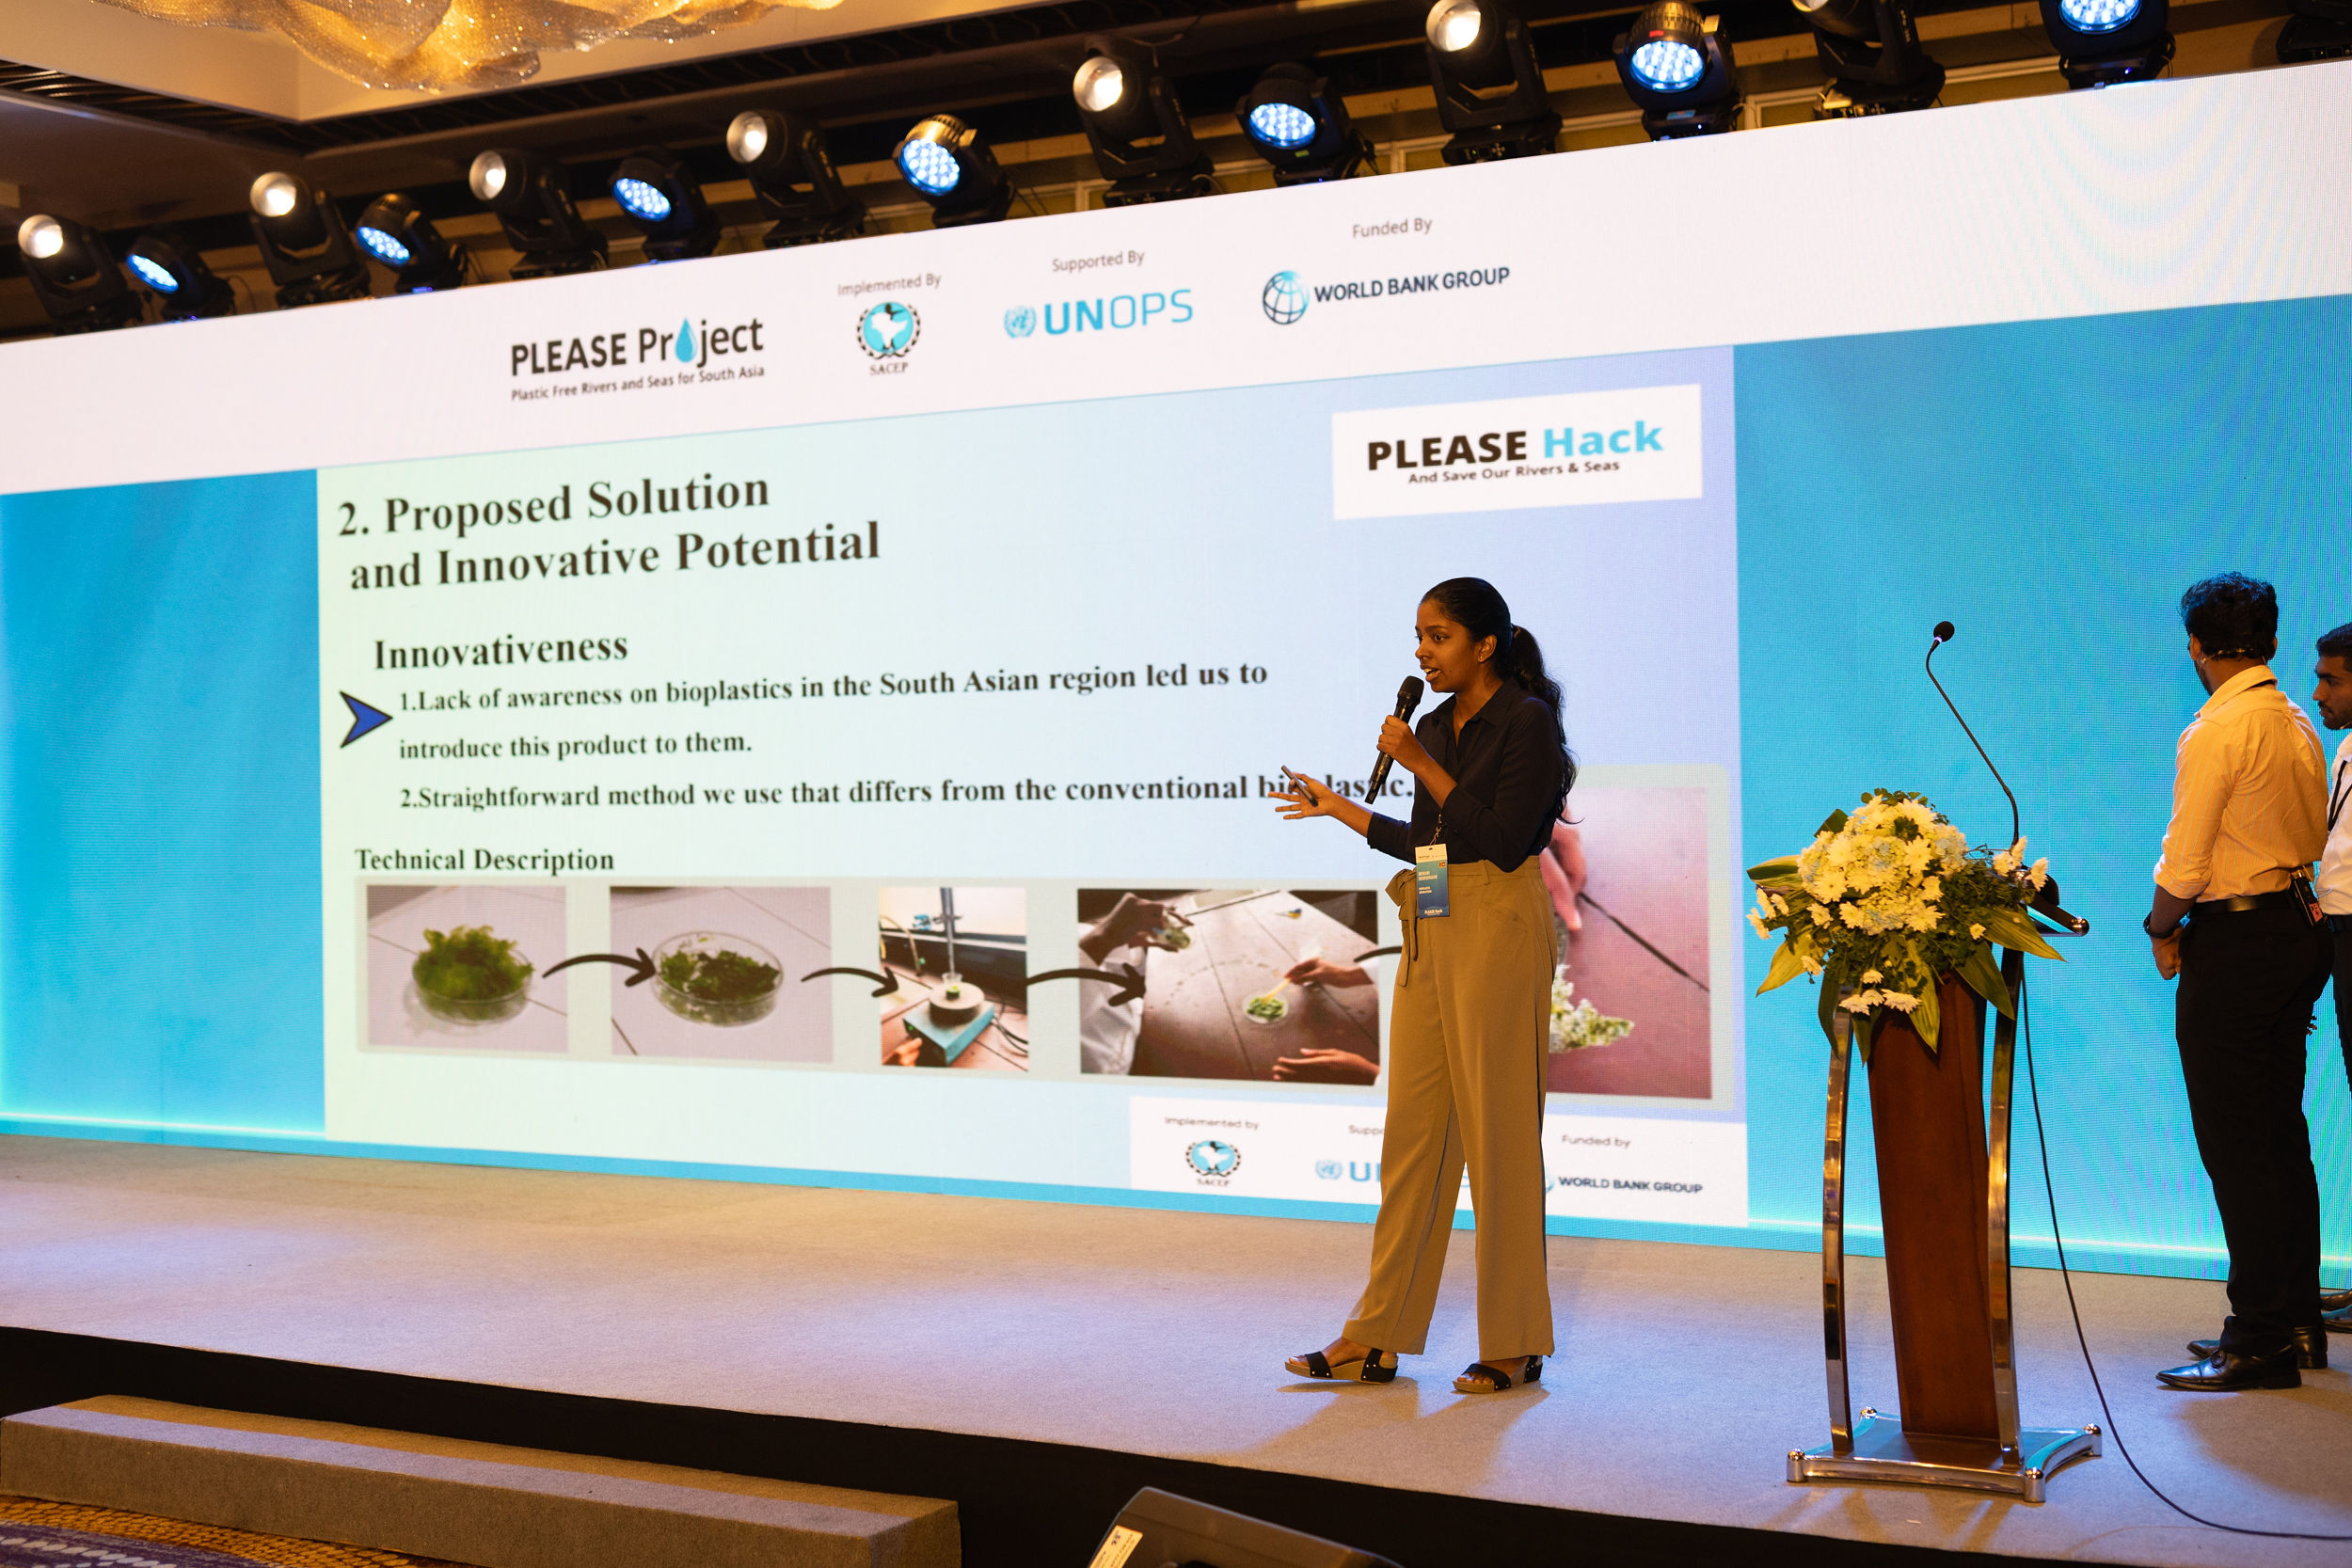 Funded By
Supported By
Implemented By
PLEASE Project
Plastic Free Rivers and Seas for South Asia
SACEP
UNOPS
WORLD BANK GROUP
PLEASE Hack
And Save Our Rivers & Seas
2. Proposed Solution
and Innovative Potential
Innovativeness
1.Lack of awareness on bioplastics in the South Asian region led us to
introduce this product to them.
2.Straightforward method we use that differs from the conventional
Technical Description
Implemented by
Funded by
SACEP
WORLD BANK GROUP